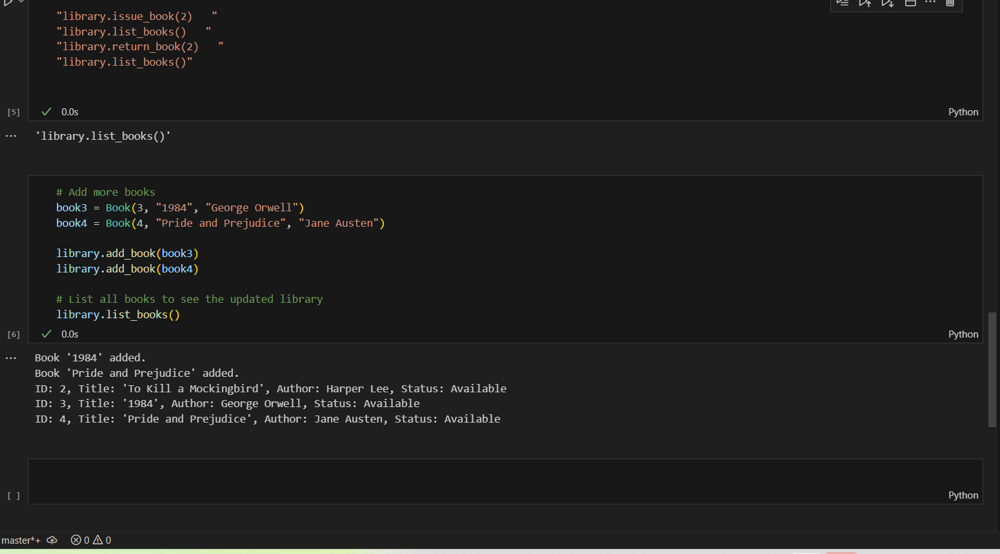 "library.issue_book(2)   "
"library.list_books()   "
"library.return_book(2)   "
"library.list_books()"
[5] 0.0s Python
'library.list_books()'
# Add more books
book3 = Book(3, "1984", "George Orwell")
book4 = Book(4, "Pride and Prejudice", "Jane Austen")
library.add_book(book3)
library.add_book(book4)
# List all books to see the updated library
library.list_books()
[6] 0.0s Python
Book '1984' added.
Book 'Pride and Prejudice' added.
ID: 2, Title: 'To Kill a Mockingbird', Author: Harper Lee, Status: Available
ID: 3, Title: '1984', Author: George Orwell, Status: Available
ID: 4, Title: 'Pride and Prejudice', Author: Jane Austen, Status: Available
[ ] Python
master*+ 0 0